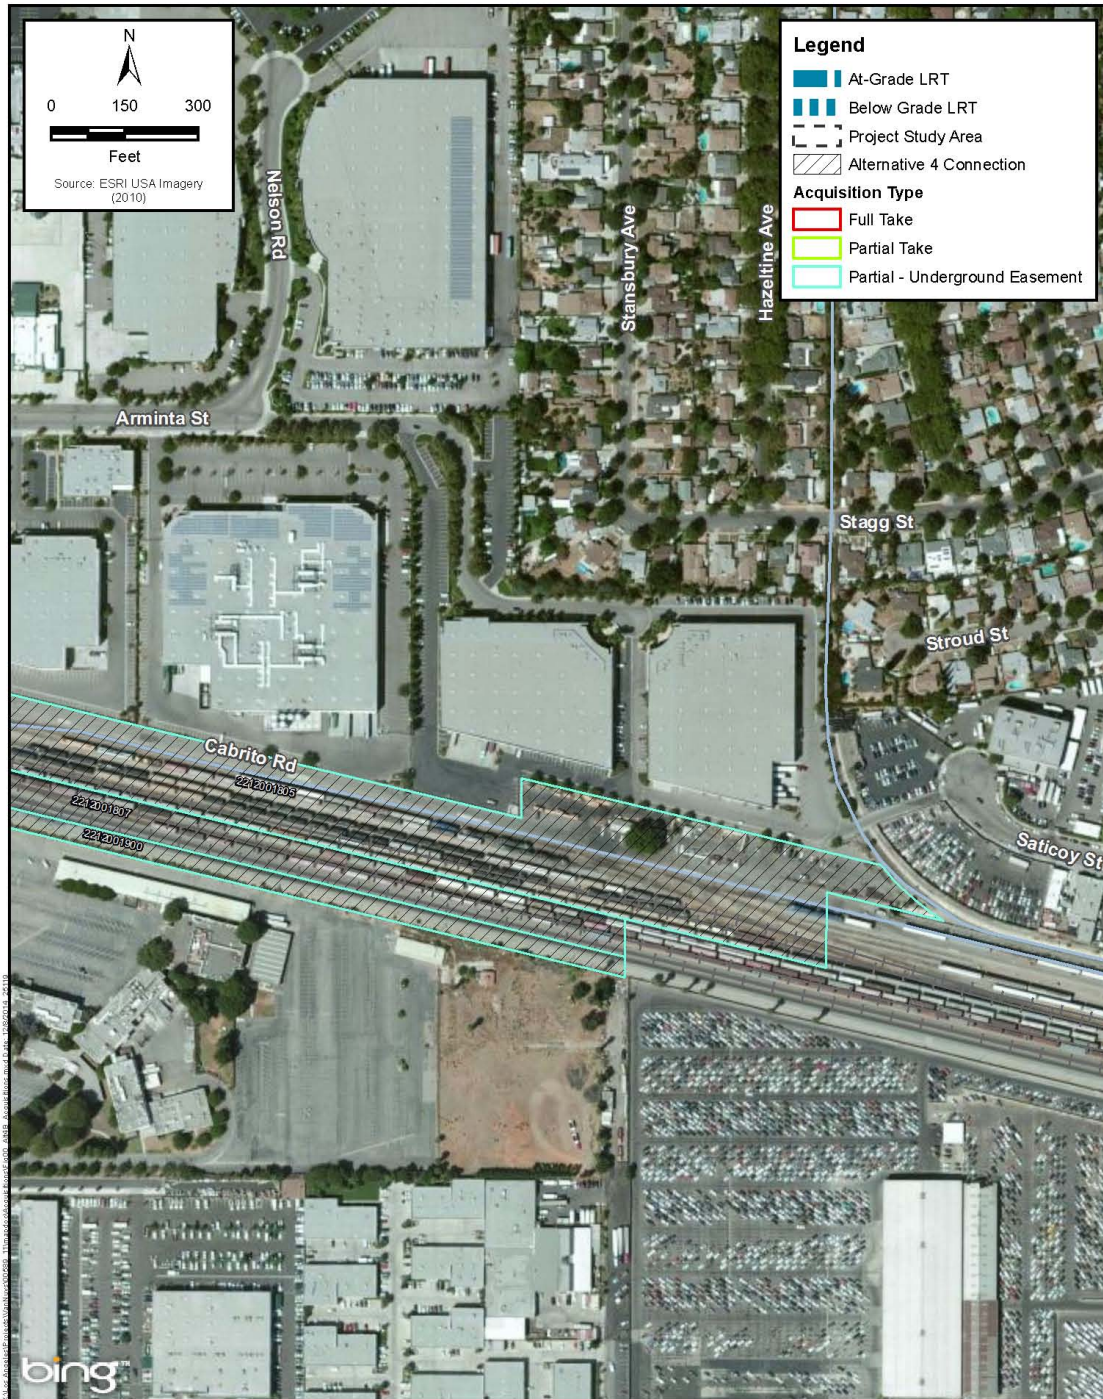 N
0 150 300
Feet
Source: ESRI USA Imagery
(2010)
Legend
At-Grade LRT
Below Grade LRT
Project Study Area
Alternative 4 Connection
Acquisition Type
Full Take
Partial Take
Partial - Underground Easement
Nelson Rd
Stansbury Ave
Hazeltine Ave
Arminta St
Stagg St
Stroud St
Cabrito Rd
2212001805
2212001807
2212001900
Saticoy St
bing™